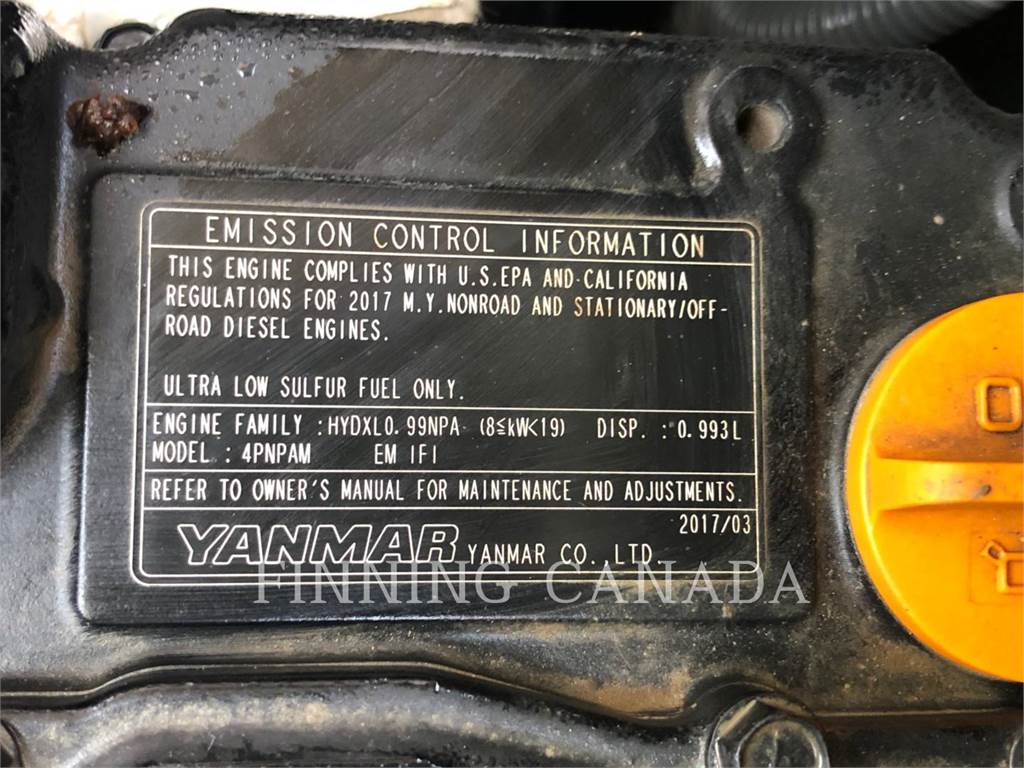 EMISSION CONTROL INFORMATION
THIS ENGINE COMPLIES WITH U.S.EPA AND CALIFORNIA
REGULATIONS FOR 2017 M.Y.NONROAD AND STATIONARY/OFF-
ROAD DIESEL ENGINES.
ULTRA LOW SULFUR FUEL ONLY.
ENGINE FAMILY : HYDXL0.99NPA (8≦kW<19) DISP. : 0.993L
MODEL : 4PNPAM EM IFI
REFER TO OWNER'S MANUAL FOR MAINTENANCE AND ADJUSTMENTS.
2017/03
YANMAR YANMAR CO.,LTD.
FINNING CANADA